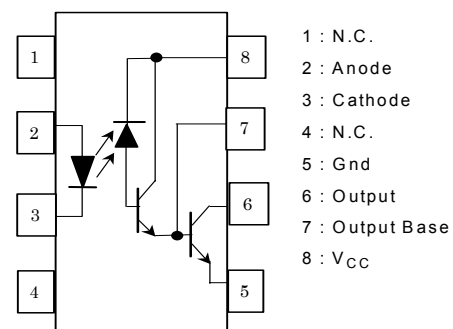 1
2
3
4
8
7
6
5
1 : N.C.
2 : Anode
3 : Cathode
4 : N.C.
5 : Gnd
6 : Output
7 : Output Base
8 : VCC